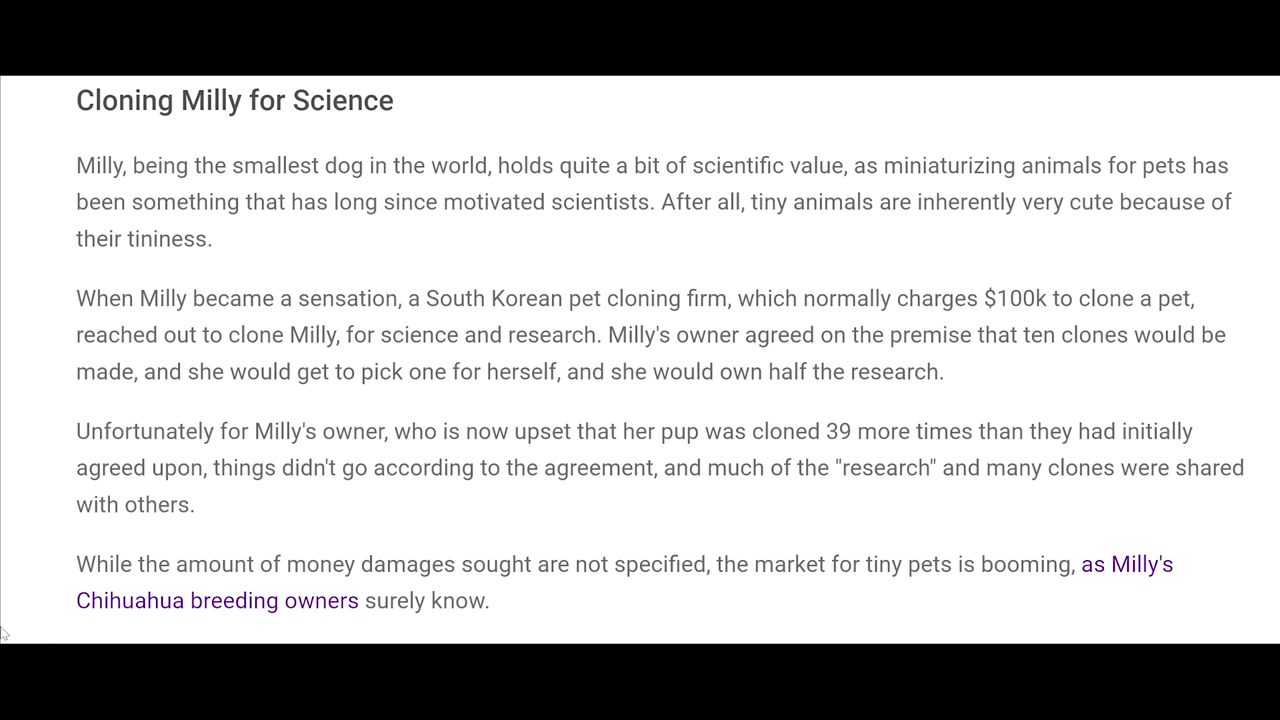 Cloning Milly for Science
Milly, being the smallest dog in the world, holds quite a bit of scientific value, as miniaturizing animals for pets has
been something that has long since motivated scientists. After all, tiny animals are inherently very cute because of
their tininess.
When Milly became a sensation, a South Korean pet cloning firm, which normally charges $100k to clone a pet,
reached out to clone Milly, for science and research. Milly's owner agreed on the premise that ten clones would be
made, and she would get to pick one for herself, and she would own half the research.
Unfortunately for Milly's owner, who is now upset that her pup was cloned 39 more times than they had initially
agreed upon, things didn't go according to the agreement, and much of the "research" and many clones were shared
with others.
While the amount of money damages sought are not specified, the market for tiny pets is booming, as Milly's
Chihuahua breeding owners surely know.